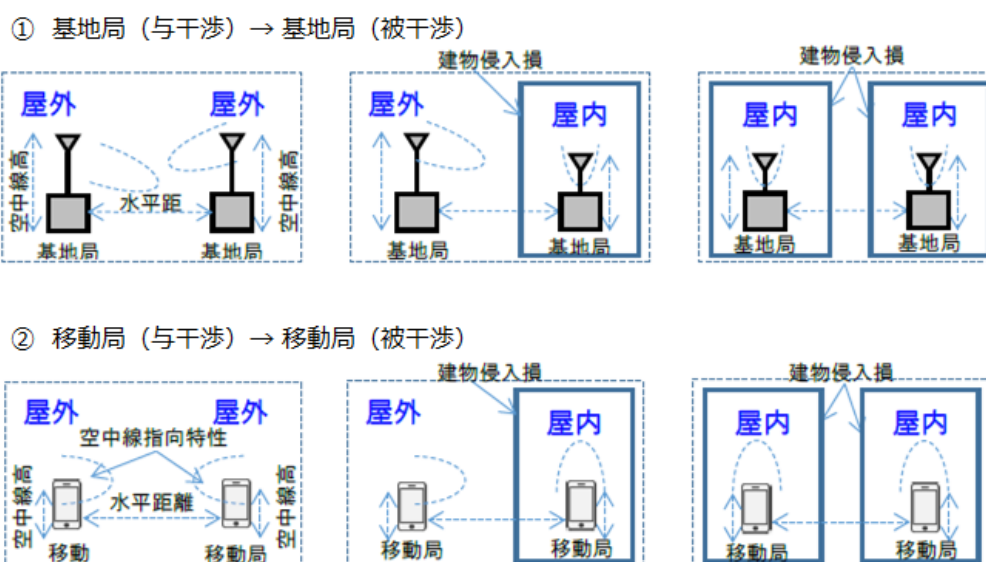 ① 基地局（与干渉）→ 基地局（被干渉）
建物侵入損
建物侵入損
屋外
屋外
屋外
屋内
屋内
屋内
空中線高
水平距
空中線高
基地局
基地局
基地局
基地局
基地局
基地局
② 移動局（与干渉）→ 移動局（被干渉）
建物侵入損
建物侵入損
屋外
屋外
屋外
屋内
屋内
屋内
空中線指向特性
空中線高
水平距離
空中線高
移動
移動局
移動局
移動局
移動局
移動局